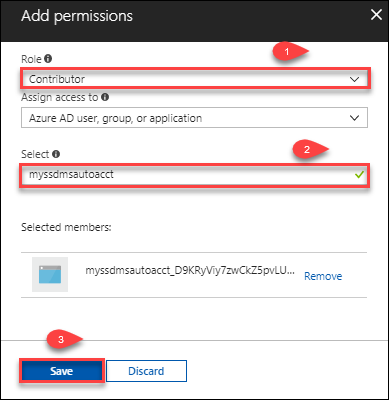 Add permissions
1
Role
Contributor
Assign access to
Azure AD user, group, or application
2
Select
myssdmsautoacct
Selected members:
myssdmsautoacct_D9KRyViy7zwCkZ5pvLU...
Remove
3
Save
Discard